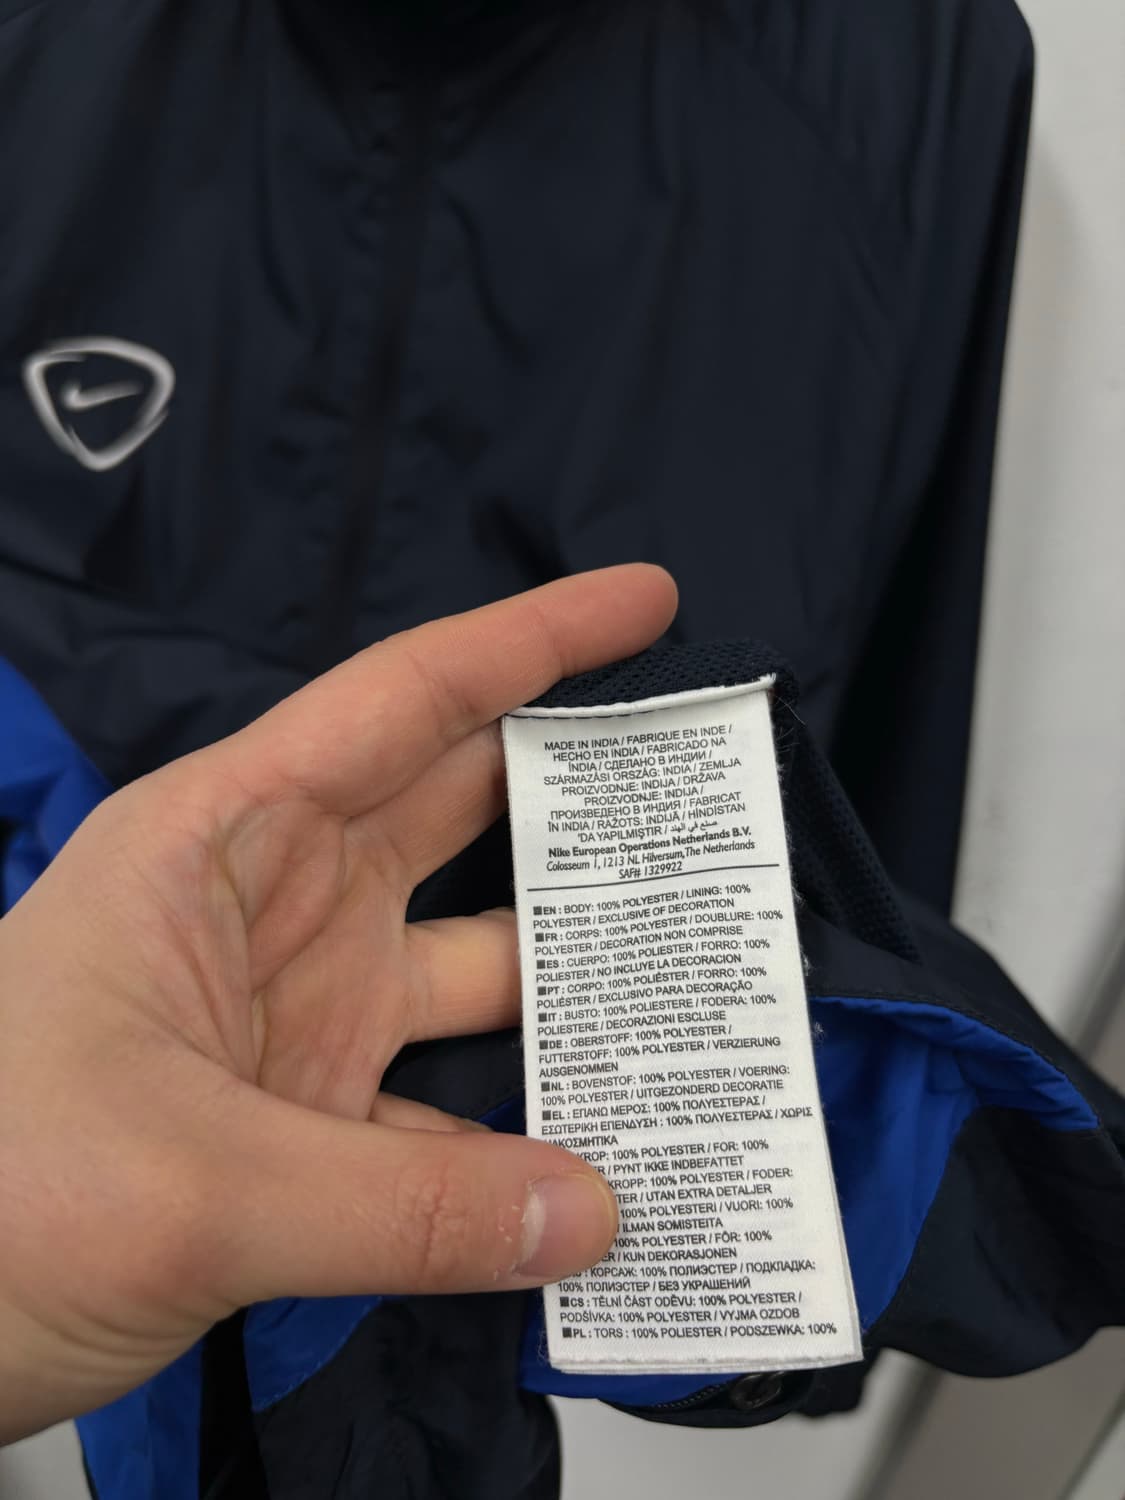 MADE IN INDIA / FABRIQUE EN INDE /
HECHO EN INDIA / FABRICADO NA
ÍNDIA / СДЕЛАНО В ИНДИИ /
SZÁRMAZÁSI ORSZÁG: INDIA / ZEMLJA
PROIZVODNJE: INDIJA / DRŽAVA
PROIZVODNJE: INDIJA /
ПРОИЗВЕДЕНО В ИНДИЯ / FABRICAT
ÎN INDIA / RAŽOTS: INDIJĀ / HİNDİSTAN
'DA YAPILMIŞTIR / صنع في الهند
Nike European Operations Netherlands B.V.
Colosseum 1, 1213 NL Hilversum, The Netherlands
SAF# 1329922
EN : BODY: 100% POLYESTER / LINING: 100%
POLYESTER / EXCLUSIVE OF DECORATION
FR : CORPS: 100% POLYESTER / DOUBLURE: 100%
POLYESTER / DECORATION NON COMPRISE
ES : CUERPO: 100% POLIESTER / FORRO: 100%
POLIESTER / NO INCLUYE LA DECORACION
PT : CORPO: 100% POLIÉSTER / FORRO: 100%
POLIÉSTER / EXCLUSIVO PARA DECORAÇÃO
IT : BUSTO: 100% POLIESTERE / FODERA: 100%
POLIESTERE / DECORAZIONI ESCLUSE
DE : OBERSTOFF: 100% POLYESTER /
FUTTERSTOFF: 100% POLYESTER / VERZIERUNG
AUSGENOMMEN
NL : BOVENSTOF: 100% POLYESTER / VOERING:
100% POLYESTER / UITGEZONDERD DECORATIE
EL : ΕΠΑΝΩ ΜΕΡΟΣ: 100% ΠΟΛΥΕΣΤΕΡΑΣ /
ΕΣΩΤΕΡΙΚΗ ΕΠΕΝΔΥΣΗ : 100% ΠΟΛΥΕΣΤΕΡΑΣ / ΧΩΡΙΣ
ΙΑΚΟΣΜΗΤΙΚΑ
KROP: 100% POLYESTER / FOR: 100%
ER / PYNT IKKE INDBEFATTET
KROPP: 100% POLYESTER / FODER:
TER / UTAN EXTRA DETALJER
100% POLYESTERI / VUORI: 100%
/ ILMAN SOMISTEITA
100% POLYESTER / FÔR: 100%
ER / KUN DEKORASJONEN
: КОРСАЖ: 100% ПОЛИЭСТЕР / ПОДКЛАДКА:
100% ПОЛИЭСТЕР / БЕЗ УКРАШЕНИЙ
CS : TĚLNÍ ČÁST ODĚVU: 100% POLYESTER /
PODŠÍVKA: 100% POLYESTER / VYJMA OZDOB
PL : TORS : 100% POLIESTER / PODSZEWKA: 100%